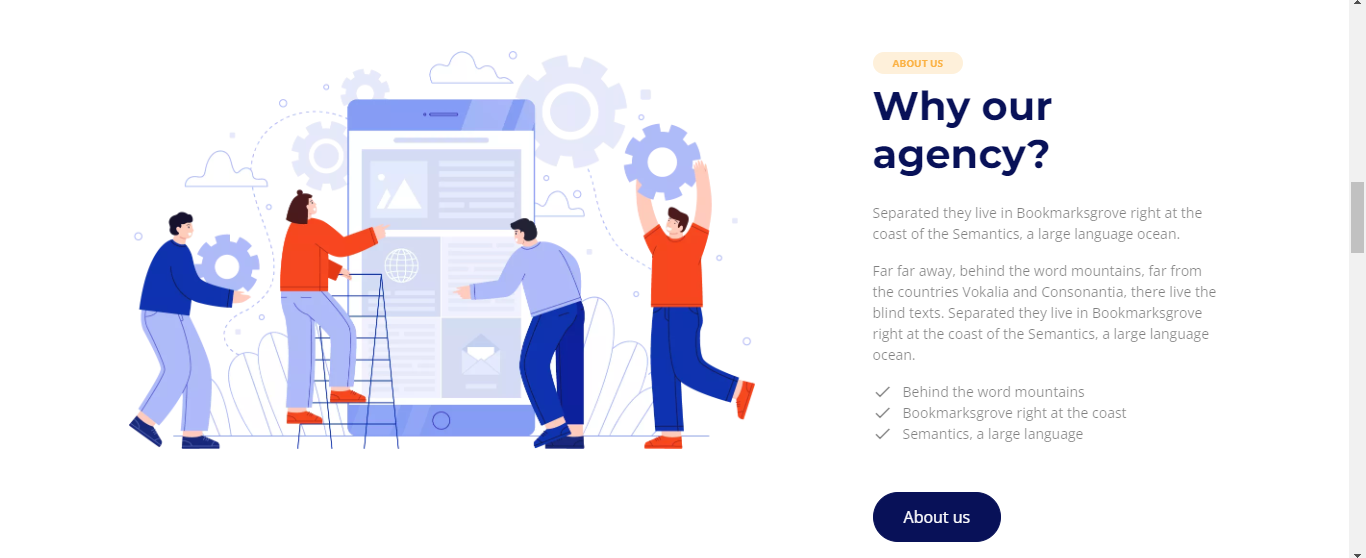 ABOUT US
Why our
agency?
Separated they live in Bookmarksgrove right at the
coast of the Semantics, a large language ocean.
Far far away, behind the word mountains, far from
the countries Vokalia and Consonantia, there live the
blind texts. Separated they live in Bookmarksgrove
right at the coast of the Semantics, a large language
ocean.
Behind the word mountains
Bookmarksgrove right at the coast
Semantics, a large language
About us